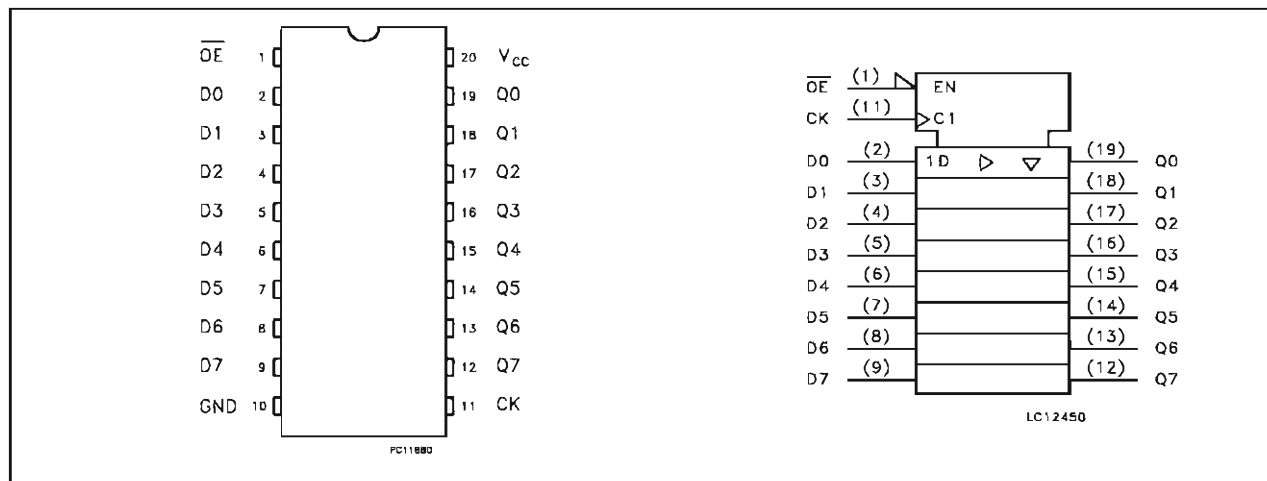 OE 1 20 VCC
D0 2 19 Q0
D1 3 18 Q1
D2 4 17 Q2
D3 5 16 Q3
D4 6 15 Q4
D5 7 14 Q5
D6 8 13 Q6
D7 9 12 Q7
GND 10 11 CK
OE (1) EN
CK (11) C1
D0 (2) 1D (19) Q0
D1 (3) (18) Q1
D2 (4) (17) Q2
D3 (5) (16) Q3
D4 (6) (15) Q4
D5 (7) (14) Q5
D6 (8) (13) Q6
D7 (9) (12) Q7
LC12450